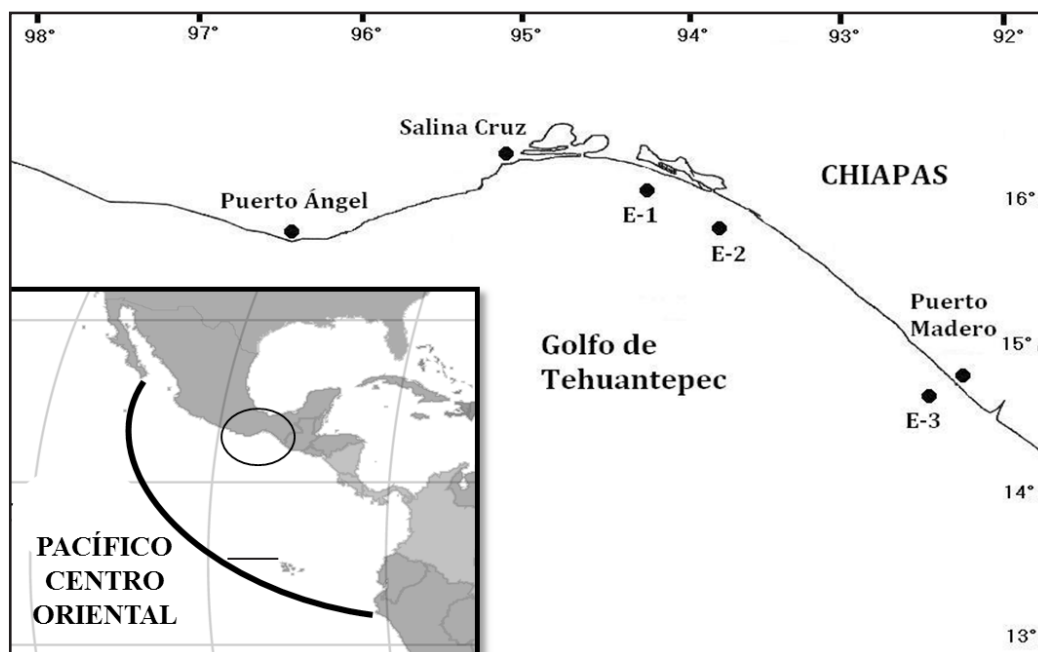 98° 97° 96° 95° 94° 93° 92°
Salina Cruz
CHIAPAS
16°
Puerto Ángel
E-1
E-2
Puerto
Madero
15°
Golfo de
Tehuantepec
E-3
14°
PACÍFICO
CENTRO
ORIENTAL
13°